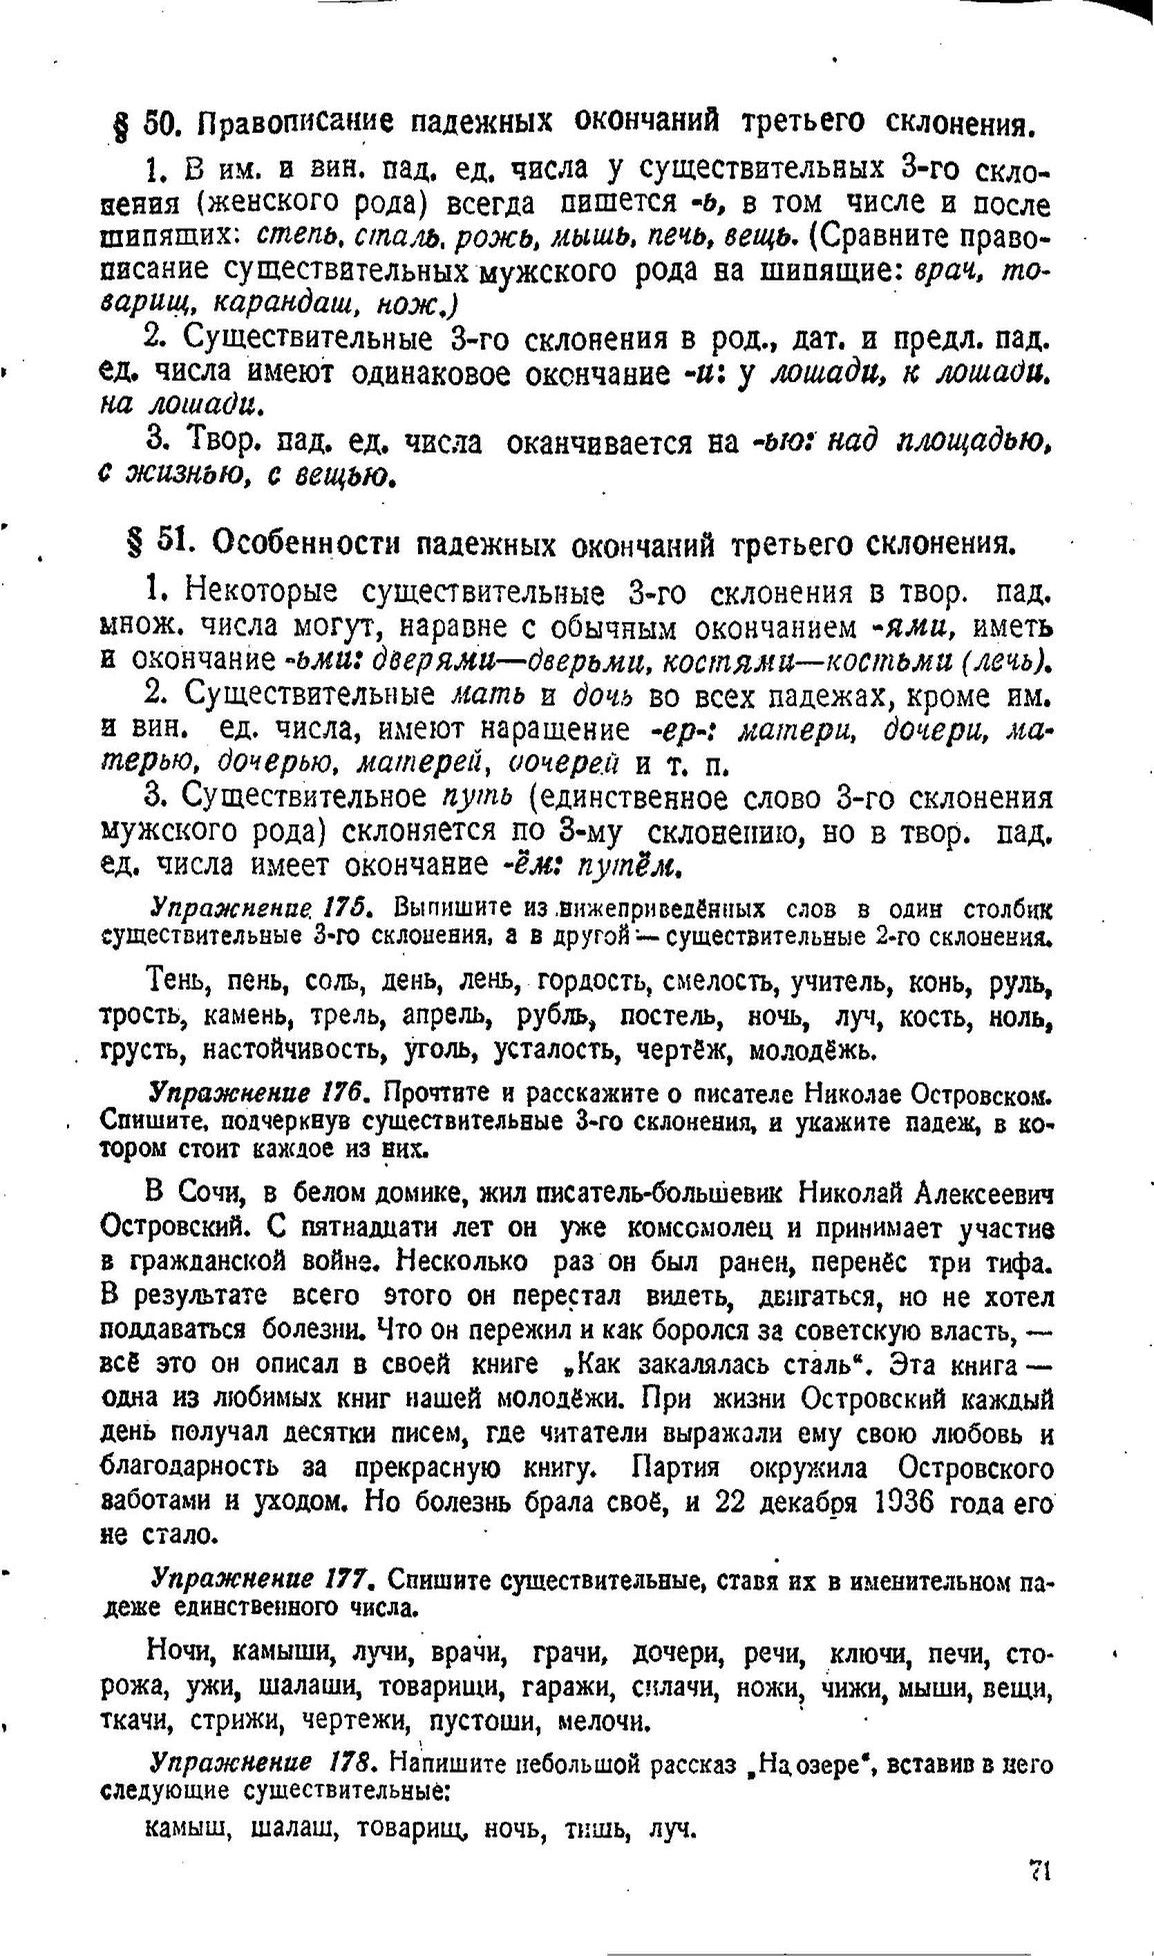 § 50. Правописание падежных окончаний третьего склонения.
1. В им. и вин. пад. ед. числа у существительных 3-го скло-
нения (женского рода) всегда пишется -ь, в том числе и после
шипящих: степь, сталь, рожь, мышь, печь, вещь. (Сравните право-
писание существительных мужского рода на шипящие: врач, то-
варищ, карандаш, нож.)
2. Существительные 3-го склонения в род., дат. и предл. пад.
ед. числа имеют одинаковое окончание -и: у лошади, к лошади,
на лошади.
3. Твор. пад. ед. числа оканчивается на -ью: над площадью,
с жизнью, с вещью.
§ 51. Особенности падежных окончаний третьего склонения.
1. Некоторые существительные 3-го склонения в твор. пад.
множ. числа могут, наравне с обычным окончанием -ями, иметь
и окончание -ьми: дверями—дверьми, костями—костьми (лечь).
2. Существительные мать и дочь во всех падежах, кроме им.
и вин. ед. числа, имеют наращение -ер-: матери, дочери, ма-
терью, дочерью, матерей, дочерей и т. п.
3. Существительное путь (единственное слово 3-го склонения
мужского рода) склоняется по 3-му склонению, но в твор. пад.
ед. числа имеет окончание -ём: путём.
Упражнение 175. Выпишите из нижеприведённых слов в один столбик
существительные 3-го склонения, а в другой — существительные 2-го склонения.
Тень, пень, соль, день, лень, гордость, смелость, учитель, конь, руль,
трость, камень, трель, апрель, рубль, постель, ночь, луч, кость, ноль,
грусть, настойчивость, уголь, усталость, чертёж, молодёжь.
Упражнение 176. Прочтите и расскажите о писателе Николае Островском.
Спишите, подчеркнув существительные 3-го склонения, и укажите падеж, в ко-
тором стоит каждое из них.
В Сочи, в белом домике, жил писатель-большевик Николай Алексеевич
Островский. С пятнадцати лет он уже комсомолец и принимает участие
в гражданской войне. Несколько раз он был ранен, перенёс три тифа.
В результате всего этого он перестал видеть, двигаться, но не хотел
поддаваться болезни. Что он пережил и как боролся за советскую власть, —
всё это он описал в своей книге „Как закалялась сталь“. Эта книга —
одна из любимых книг нашей молодёжи. При жизни Островский каждый
день получал десятки писем, где читатели выражали ему свою любовь и
благодарность за прекрасную книгу. Партия окружила Островского
заботами и уходом. Но болезнь брала своё, и 22 декабря 1936 года его
не стало.
Упражнение 177. Спишите существительные, ставя их в именительном па-
деже единственного числа.
Ночи, камыши, лучи, врачи, грачи, дочери, речи, ключи, печи, сто-
рожа, ужи, шалаши, товарищи, гаражи, силачи, ножи, чижи, мыши, вещи,
ткачи, стрижи, чертежи, пустоши, мелочи.
Упражнение 178. Напишите небольшой рассказ „На озере“, вставив в него
следующие существительные:
камыш, шалаш, товарищ, ночь, тишь, луч.
71